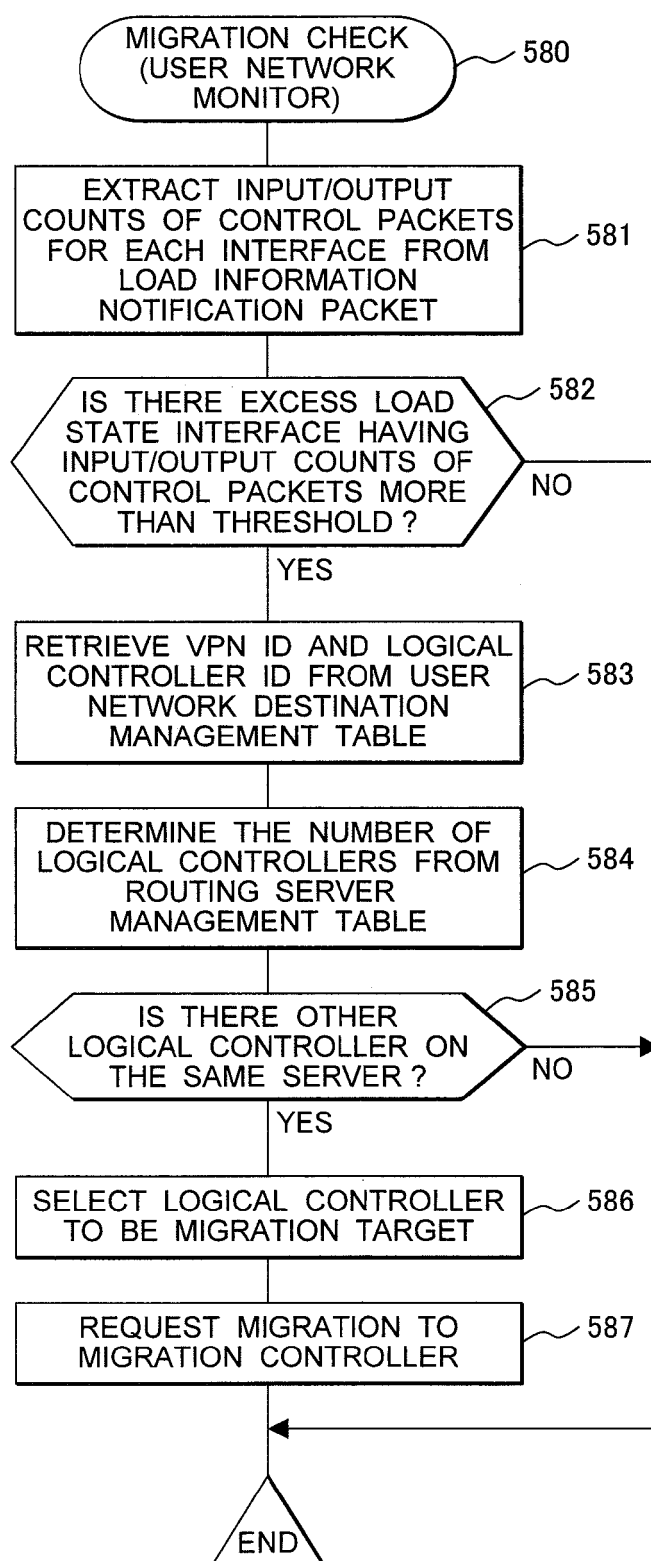 MIGRATION CHECK
(USER NETWORK
MONITOR)
580
EXTRACT INPUT/OUTPUT
COUNTS OF CONTROL PACKETS
FOR EACH INTERFACE FROM
LOAD INFORMATION
NOTIFICATION PACKET
581
IS THERE EXCESS LOAD
STATE INTERFACE HAVING
INPUT/OUTPUT COUNTS OF
CONTROL PACKETS MORE
THAN THRESHOLD ?
582
NO
YES
RETRIEVE VPN ID AND LOGICAL
CONTROLLER ID FROM USER
NETWORK DESTINATION
MANAGEMENT TABLE
583
DETERMINE THE NUMBER OF
LOGICAL CONTROLLERS FROM
ROUTING SERVER
MANAGEMENT TABLE
584
IS THERE OTHER
LOGICAL CONTROLLER ON
THE SAME SERVER ?
585
NO
YES
SELECT LOGICAL CONTROLLER
TO BE MIGRATION TARGET
586
REQUEST MIGRATION TO
MIGRATION CONTROLLER
587
END